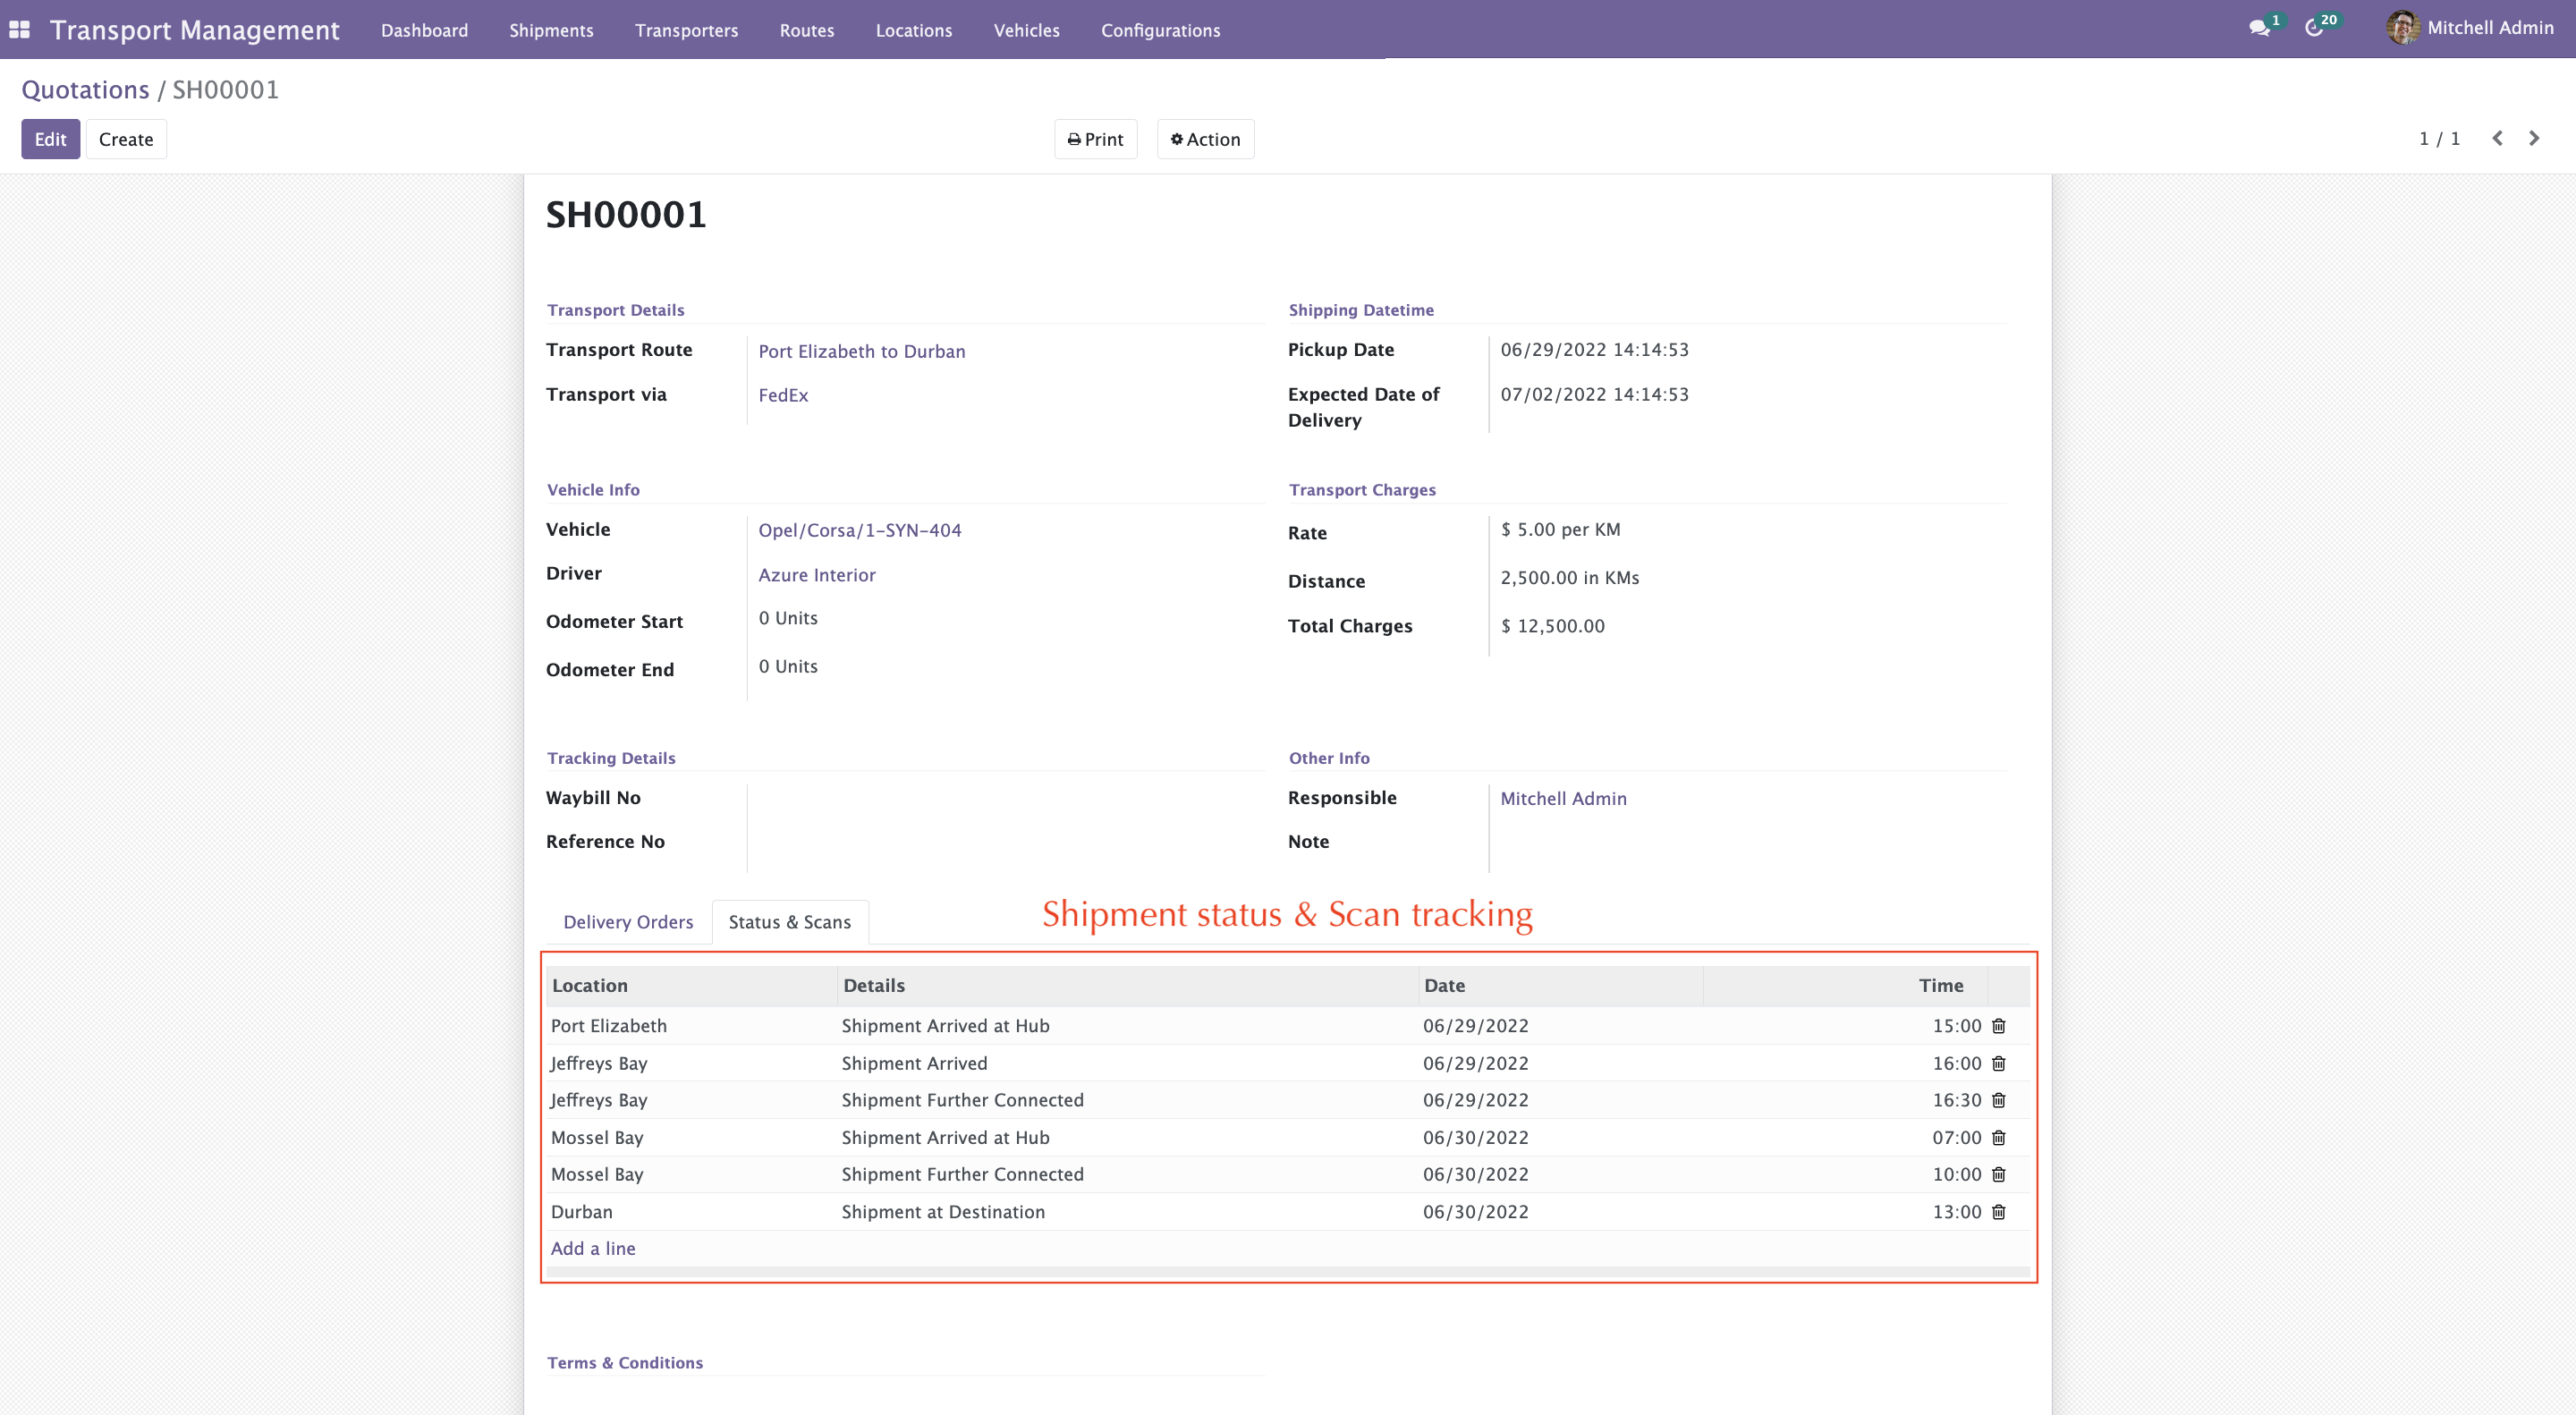 Transport Management Dashboard Shipments Transporters Routes Locations Vehicles Configurations 1 20 Mitchell Admin
Quotations / SH00001
Edit Create Print Action 1 / 1
SH00001
Transport Details
Transport Route Port Elizabeth to Durban
Transport via FedEx
Shipping Datetime
Pickup Date 06/29/2022 14:14:53
Expected Date of 07/02/2022 14:14:53
Delivery
Vehicle Info
Vehicle Opel/Corsa/1-SYN-404
Driver Azure Interior
Odometer Start 0 Units
Odometer End 0 Units
Transport Charges
Rate $ 5.00 per KM
Distance 2,500.00 in KMs
Total Charges $ 12,500.00
Tracking Details
Waybill No
Reference No
Other Info
Responsible Mitchell Admin
Note
Delivery Orders Status & Scans
Shipment status & Scan tracking
Location Details Date Time
Port Elizabeth Shipment Arrived at Hub 06/29/2022 15:00
Jeffreys Bay Shipment Arrived 06/29/2022 16:00
Jeffreys Bay Shipment Further Connected 06/29/2022 16:30
Mossel Bay Shipment Arrived at Hub 06/30/2022 07:00
Mossel Bay Shipment Further Connected 06/30/2022 10:00
Durban Shipment at Destination 06/30/2022 13:00
Add a line
Terms & Conditions